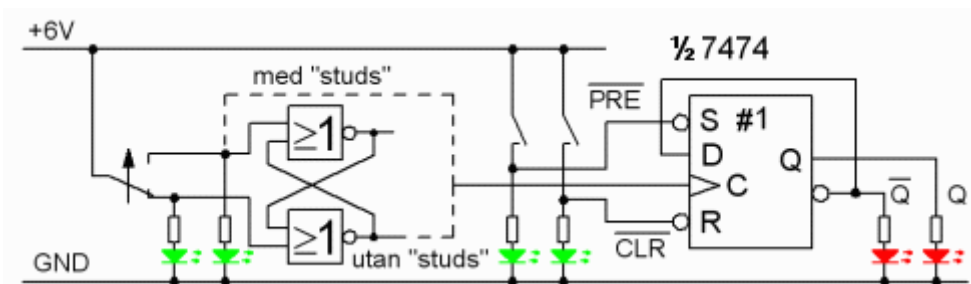 +6V
½ 7474
med "studs"
PRE
≥1
S #1
D
Q
C
Q Q
≥1
R
CLR
utan "studs"
GND